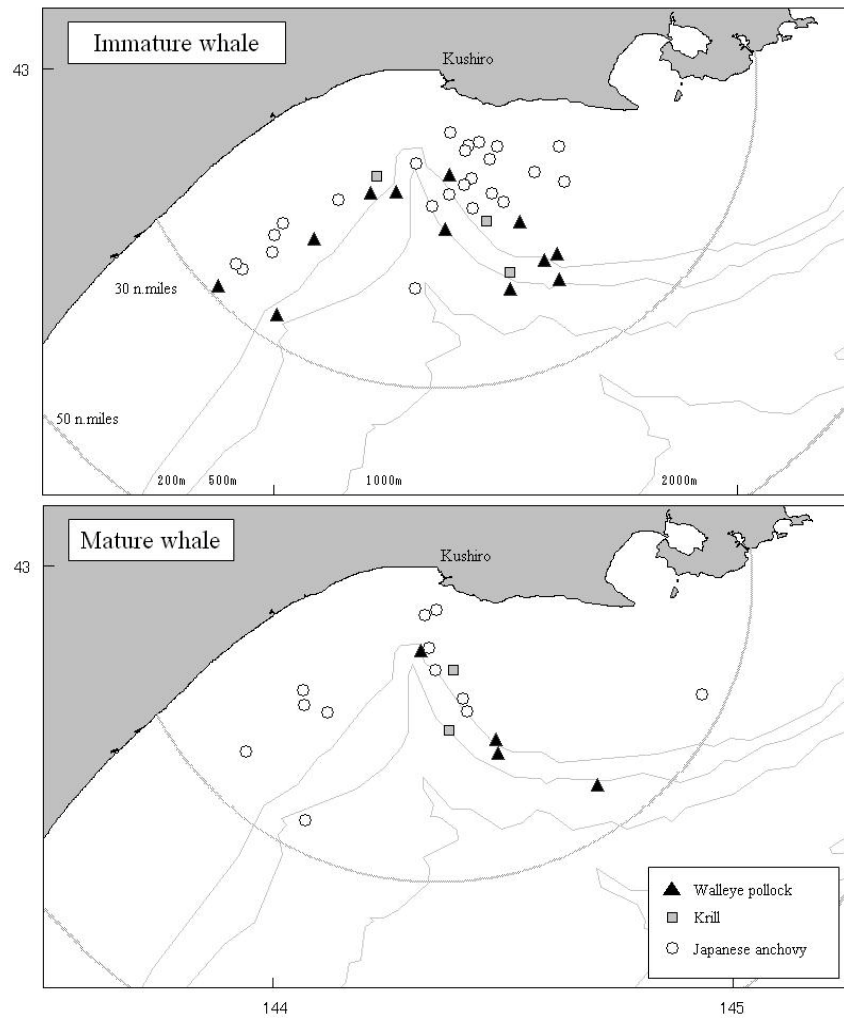 Immature whale
Kushiro
43
30 n.miles
50 n.miles
200m 500m 1000m 2000m
Mature whale
Kushiro
43
Walleye pollock
Krill
Japanese anchovy
144 145